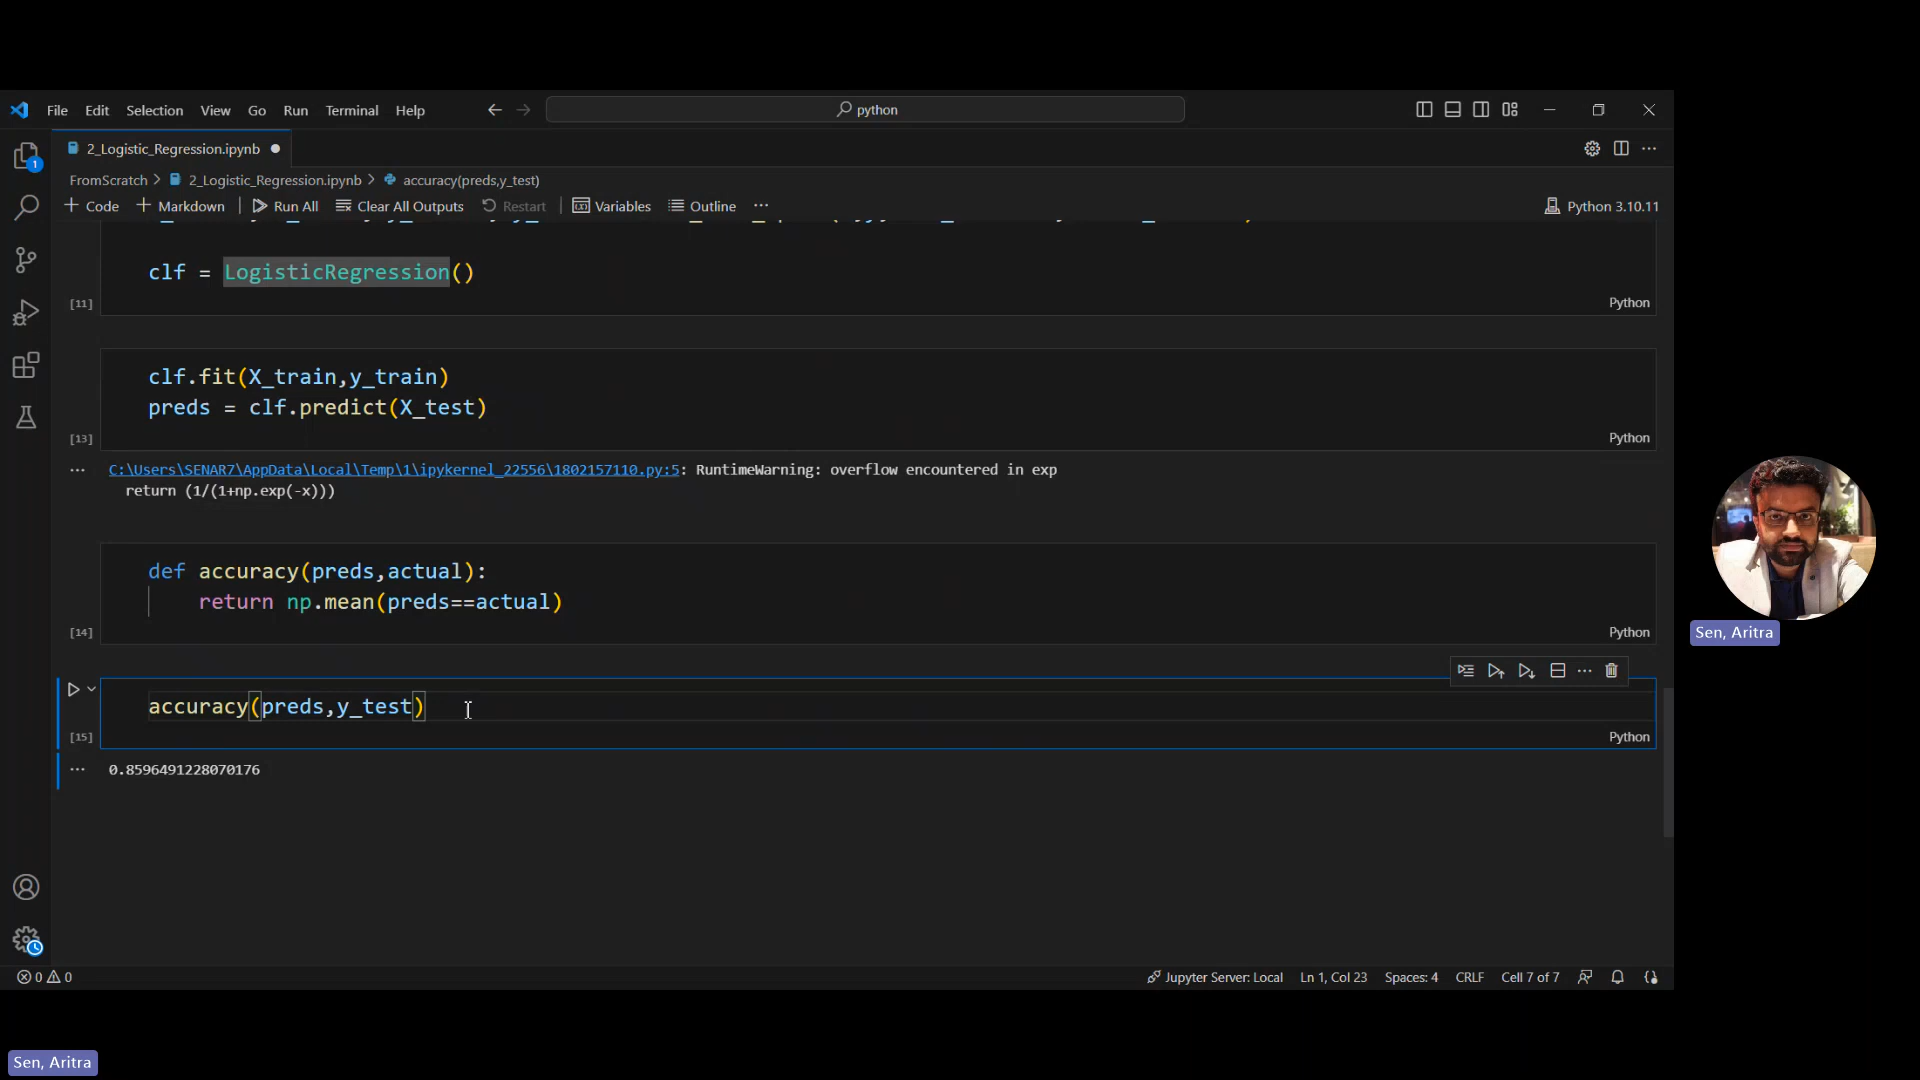 File Edit Selection View Go Run Terminal Help python
2_Logistic_Regression.ipynb
FromScratch > 2_Logistic_Regression.ipynb > accuracy(preds,y_test)
+ Code + Markdown Run All Clear All Outputs Restart Variables Outline ... Python 3.10.11
clf = LogisticRegression()
[11] Python
clf.fit(X_train,y_train)
preds = clf.predict(X_test)
[13] Python
... C:\Users\SENAR7\AppData\Local\Temp\1\ipykernel_22556\1802157110.py:5: RuntimeWarning: overflow encountered in exp
return (1/(1+np.exp(-x)))
def accuracy(preds,actual):
return np.mean(preds==actual)
[14] Python
accuracy(preds,y_test)
[15] Python
... 0.8596491228070176
Sen, Aritra
0 0 Jupyter Server: Local Ln 1, Col 23 Spaces: 4 CRLF Cell 7 of 7
Sen, Aritra